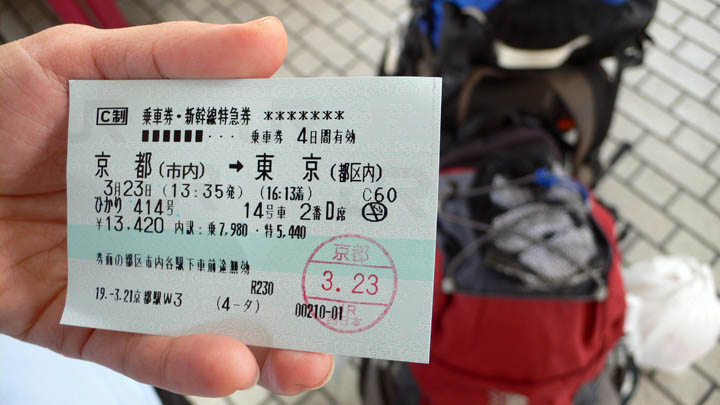 C制 乗車券・新幹線特急券 *******
■■■■■■・・・ 乗車券 4日間有効
京都(市内) → 東京(都区内)
3月23日 (13:35発) (16:13着) C60
ひかり 414号 14号車 2番D席
¥13,420 内訳:乗7,980・特5,440
券面の都区市内各駅下車前途無効
京都
3.23
R230
19.-3.21京都駅W3 (4-タ) 00210-01